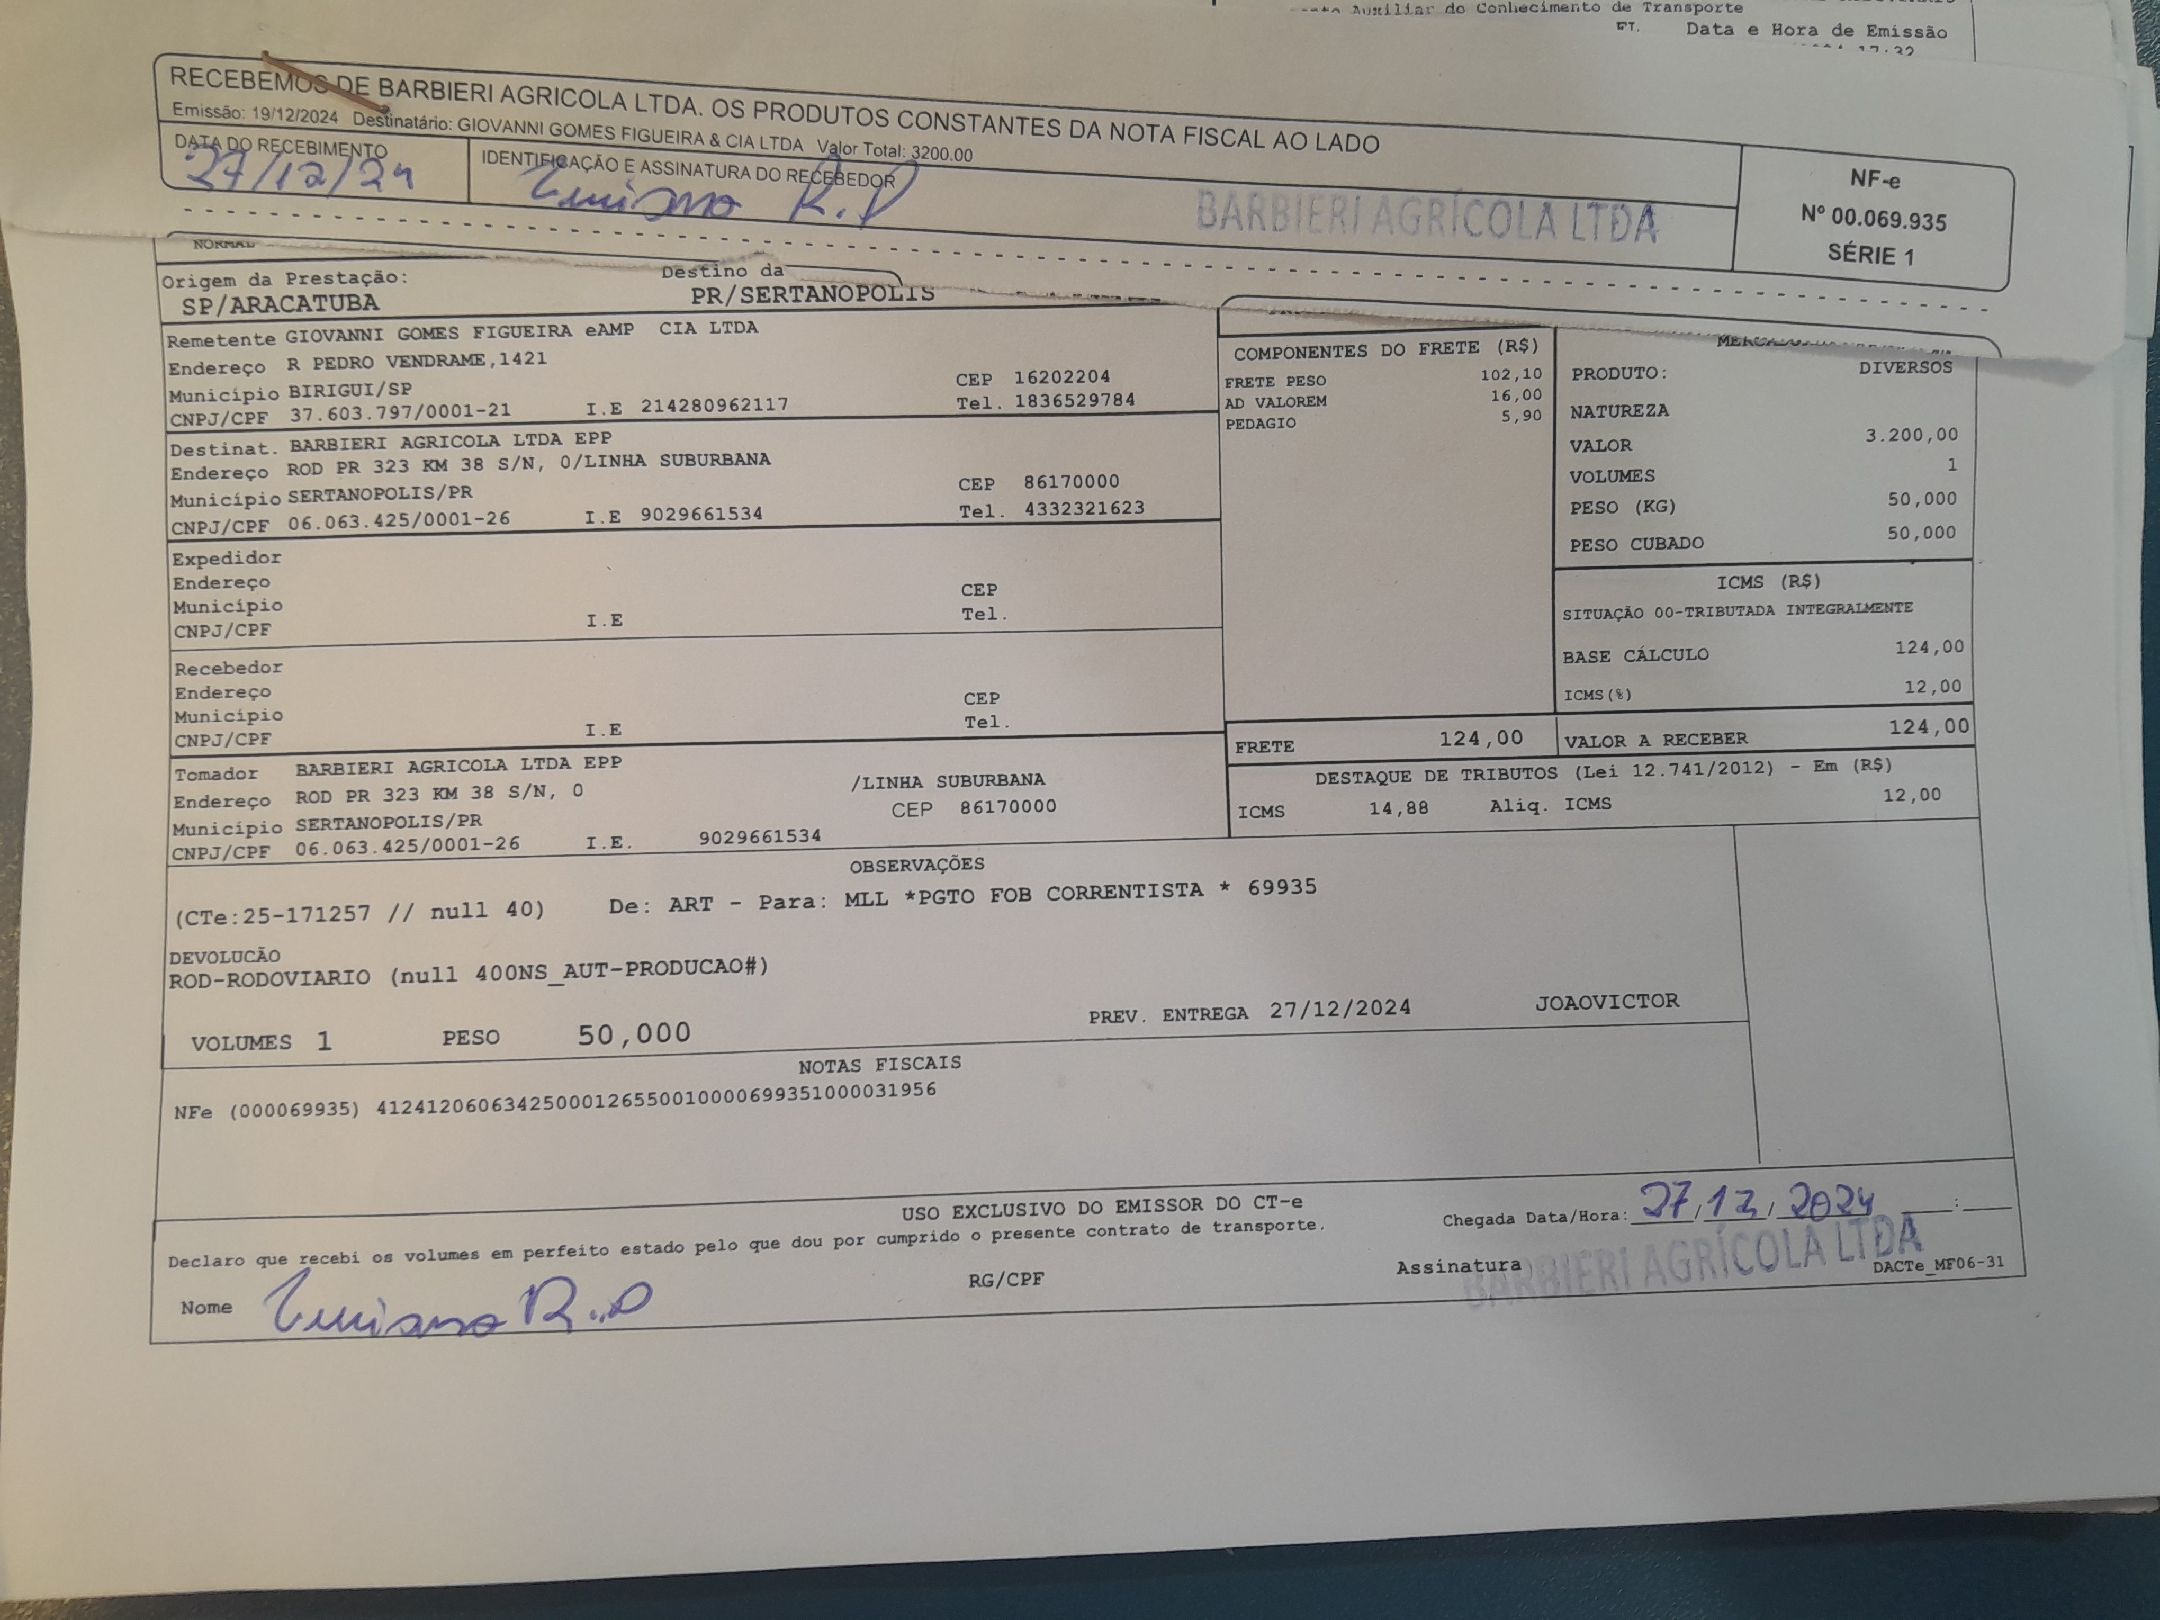 Auxiliar do Conhecimento de Transporte
Data e Hora de Emissão
RECEBEMOS DE BARBIERI AGRICOLA LTDA. OS PRODUTOS CONSTANTES DA NOTA FISCAL AO LADO
Emissão: 19/12/2024 Destinatário: GIOVANNI GOMES FIGUEIRA & CIA LTDA Valor Total: 3200.00
DATA DO RECEBIMENTO
27/12/24
IDENTIFICAÇÃO E ASSINATURA DO RECEBEDOR
R.P
BARBIERI AGRÍCOLA LTDA
NF-e
Nº 00.069.935
SÉRIE 1
NORMAL
Origem da Prestação:
SP/ARACATUBA
Destino da
PR/SERTANOPOLIS
Remetente GIOVANNI GOMES FIGUEIRA eAMP CIA LTDA
Endereço R PEDRO VENDRAME,1421
Município BIRIGUI/SP CEP 16202204
CNPJ/CPF 37.603.797/0001-21 I.E 214280962117 Tel. 1836529784
Destinat. BARBIERI AGRICOLA LTDA EPP
Endereço ROD PR 323 KM 38 S/N, 0/LINHA SUBURBANA
Município SERTANOPOLIS/PR CEP 86170000
CNPJ/CPF 06.063.425/0001-26 I.E 9029661534 Tel. 4332321623
Expedidor
Endereço
Município CEP
CNPJ/CPF I.E Tel.
Recebedor
Endereço
Município CEP
CNPJ/CPF I.E Tel.
Tomador BARBIERI AGRICOLA LTDA EPP
Endereço ROD PR 323 KM 38 S/N, 0 /LINHA SUBURBANA
Município SERTANOPOLIS/PR CEP 86170000
CNPJ/CPF 06.063.425/0001-26 I.E. 9029661534
COMPONENTES DO FRETE (R$)
FRETE PESO 102,10
AD VALOREM 16,00
PEDAGIO 5,90
PRODUTO: DIVERSOS
NATUREZA
VALOR 3.200,00
VOLUMES 1
PESO (KG) 50,000
PESO CUBADO 50,000
ICMS (R$)
SITUAÇÃO 00-TRIBUTADA INTEGRALMENTE
BASE CÁLCULO 124,00
ICMS(%) 12,00
FRETE 124,00 VALOR A RECEBER 124,00
DESTAQUE DE TRIBUTOS (Lei 12.741/2012) - Em (R$)
ICMS 14,88 Aliq. ICMS 12,00
OBSERVAÇÕES
(CTe:25-171257 // null 40) De: ART - Para: MLL *PGTO FOB CORRENTISTA * 69935
DEVOLUCÃO
ROD-RODOVIARIO (null 400NS_AUT-PRODUCAO#)
VOLUMES 1 PESO 50,000 PREV. ENTREGA 27/12/2024 JOAOVICTOR
NOTAS FISCAIS
NFe (000069935) 41241206063425000126550010000699351000031956
USO EXCLUSIVO DO EMISSOR DO CT-e
Declaro que recebi os volumes em perfeito estado pelo que dou por cumprido o presente contrato de transporte.
Chegada Data/Hora: 27/12/2024 :
Nome
RG/CPF
Assinatura
BARBIERI AGRÍCOLA LTDA
DACTe_MF06-31